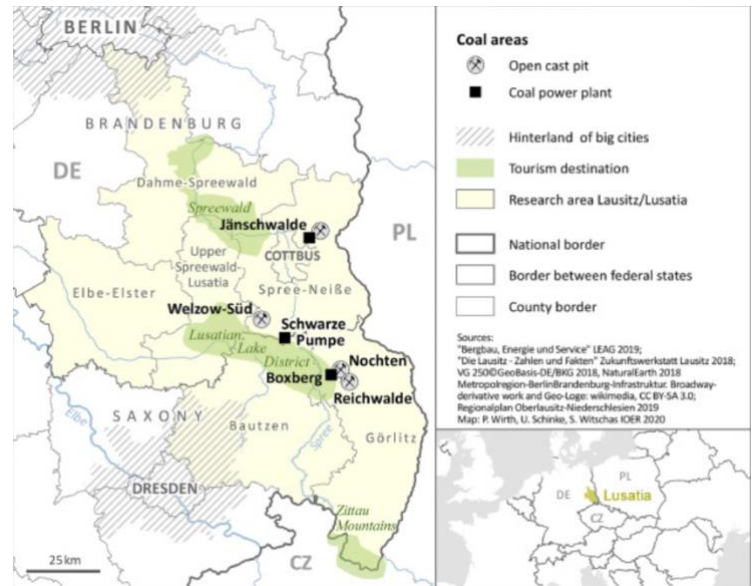 BERLIN
BRANDENBURG
DE
Dahme-Spreewald
Spreewald
Jänschwalde
PL
COTTBUS
Upper
Spreewald-
Lusatia
Elbe-Elster
Spree-Neiße
Welzow-Süd
Schwarze
Pumpe
Lusatian
Lake
District
Nochten
Boxberg
Reichwalde
Elbe
SAXONY
Bautzen
Spree
Görlitz
DRESDEN
Zittau
Mountains
CZ
25 km
Coal areas
Open cast pit
Coal power plant
Hinterland of big cities
Tourism destination
Research area Lausitz/Lusatia
National border
Border between federal states
County border
Sources:
"Bergbau, Energie und Service" LEAG 2019;
"Die Lausitz - Zahlen und Fakten" Zukunftswerkstatt Lausitz 2018;
VG 250©GeoBasis-DE/BKG 2018, NaturalEarth 2018
Metropolregion-BerlinBrandenburg-Infrastruktur. Broadway-
derivative work and Geo-Loge: wikimedia, CC BY-SA 3.0;
Regionalplan Oberlausitz-Niederschlesien 2019
Map: P. Wirth, U. Schinke, S. Witschas IOER 2020
PL
DE
Lusatia
CZ